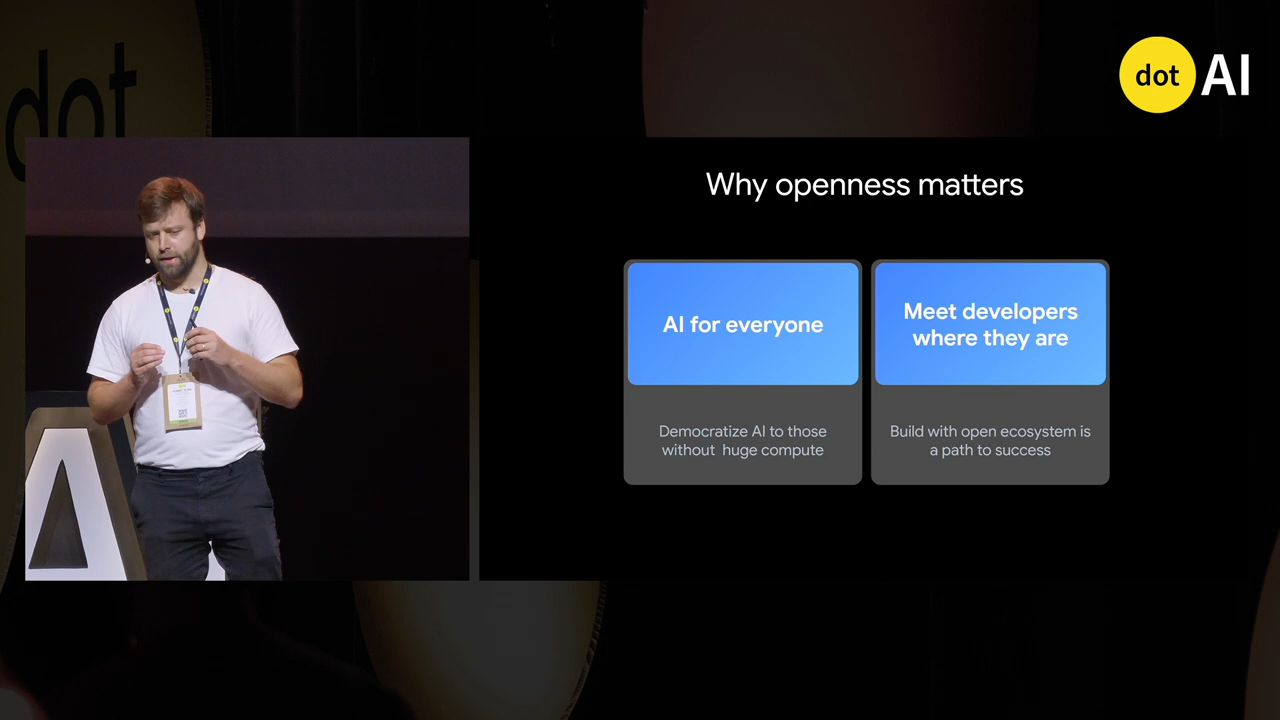 dot
dot AI
Why openness matters
AI for everyone
Meet developers
where they are
Democratize AI to those
without huge compute
Build with open ecosystem is
a path to success
A